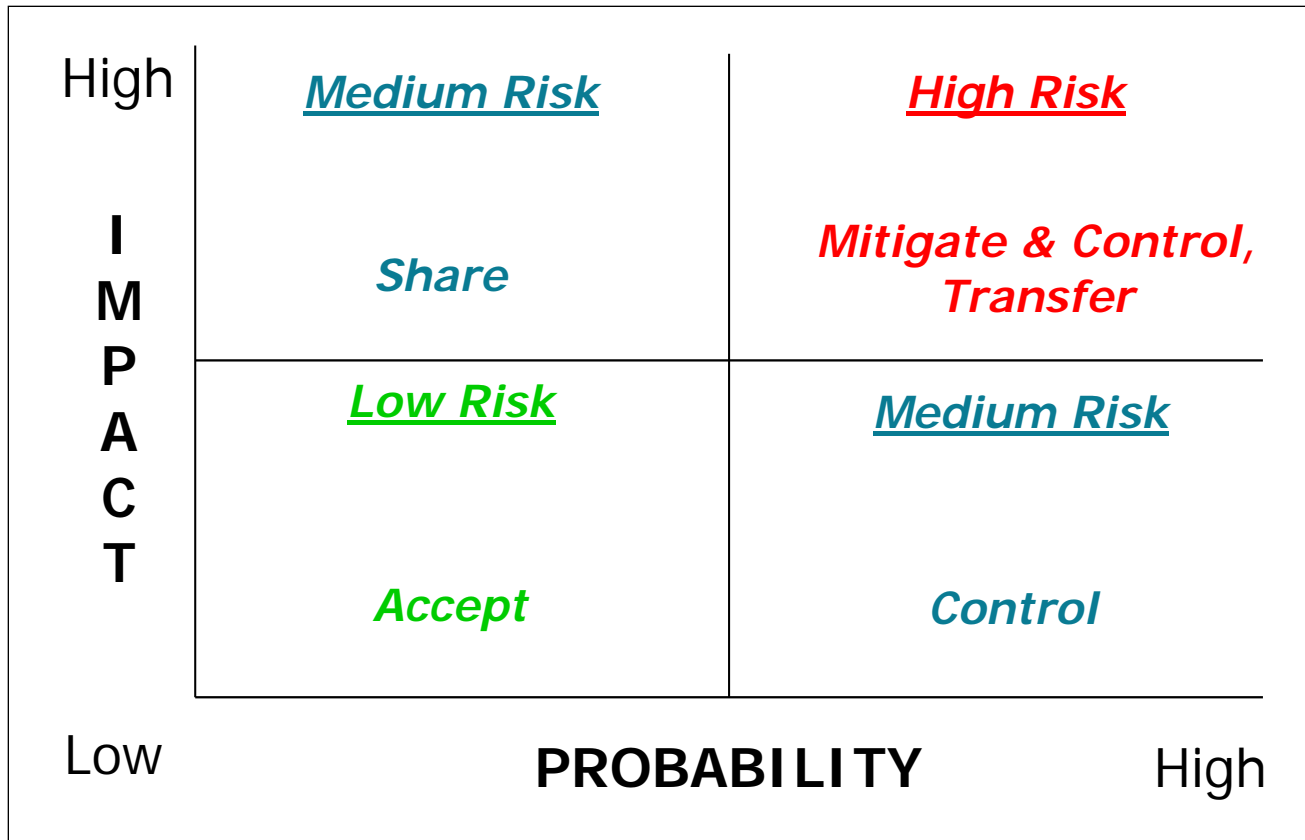 High
Medium Risk
High Risk
I
M
P
A
C
T
Share
Mitigate & Control,
Transfer
Low Risk
Medium Risk
Accept
Control
Low
PROBABILITY
High